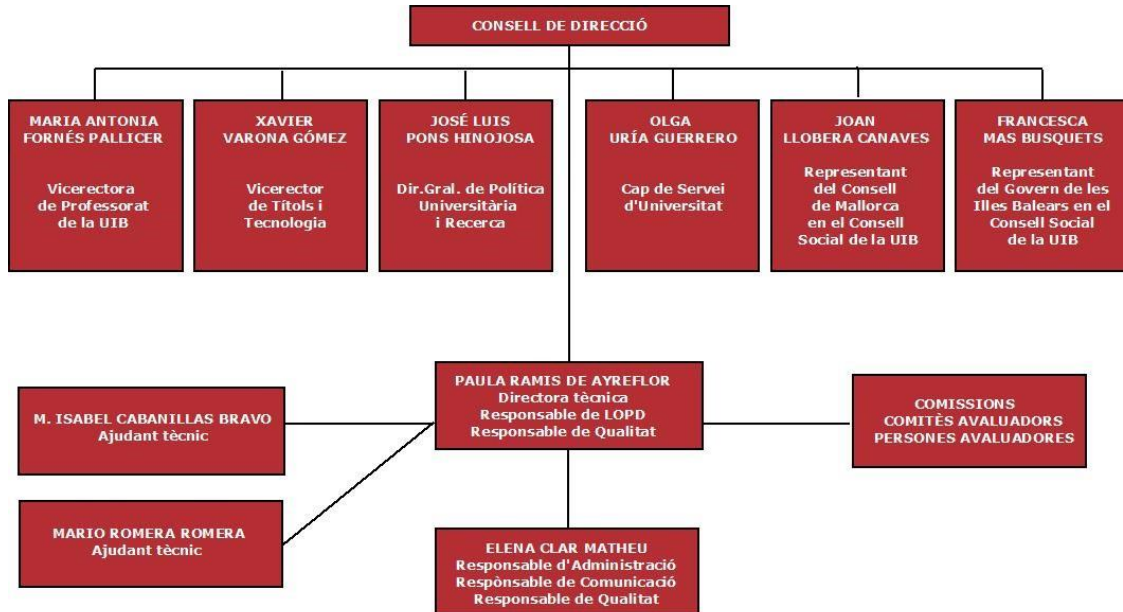 CONSELL DE DIRECCIÓ
MARIA ANTONIA
FORNÉS PALLICER
Vicerectora
de Professorat
de la UIB
XAVIER
VARONA GÓMEZ
Vicerector
de Títols i
Tecnologia
JOSÉ LUIS
PONS HINOJOSA
Dir.Gral. de Política
Universitària
i Recerca
OLGA
URÍA GUERRERO
Cap de Servei
d'Universitat
JOAN
LLOBERA CANAVES
Representant
del Consell
de Mallorca
en el Consell
Social de la UIB
FRANCESCA
MAS BUSQUETS
Representant
del Govern de les
Illes Balears en el
Consell Social
de la UIB
PAULA RAMIS DE AYREFLOR
Directora tècnica
Responsable de LOPD
Responsable de Qualitat
M. ISABEL CABANILLAS BRAVO
Ajudant tècnic
COMISSIONS
COMITÈS AVALUADORS
PERSONES AVALUADORES
MARIO ROMERA ROMERA
Ajudant tècnic
ELENA CLAR MATHEU
Responsable d'Administració
Respònsable de Comunicació
Responsable de Qualitat